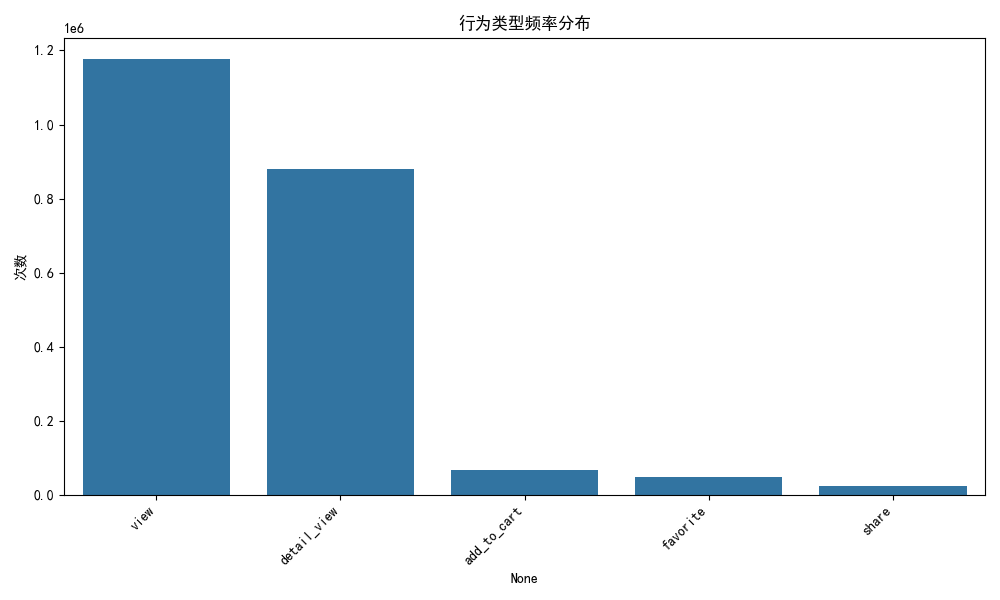 行为类型频率分布
1e6
1.2
1.0
0.8
0.6
0.4
0.2
0.0
次数
view
detail_view
add_to_cart
favorite
share
None